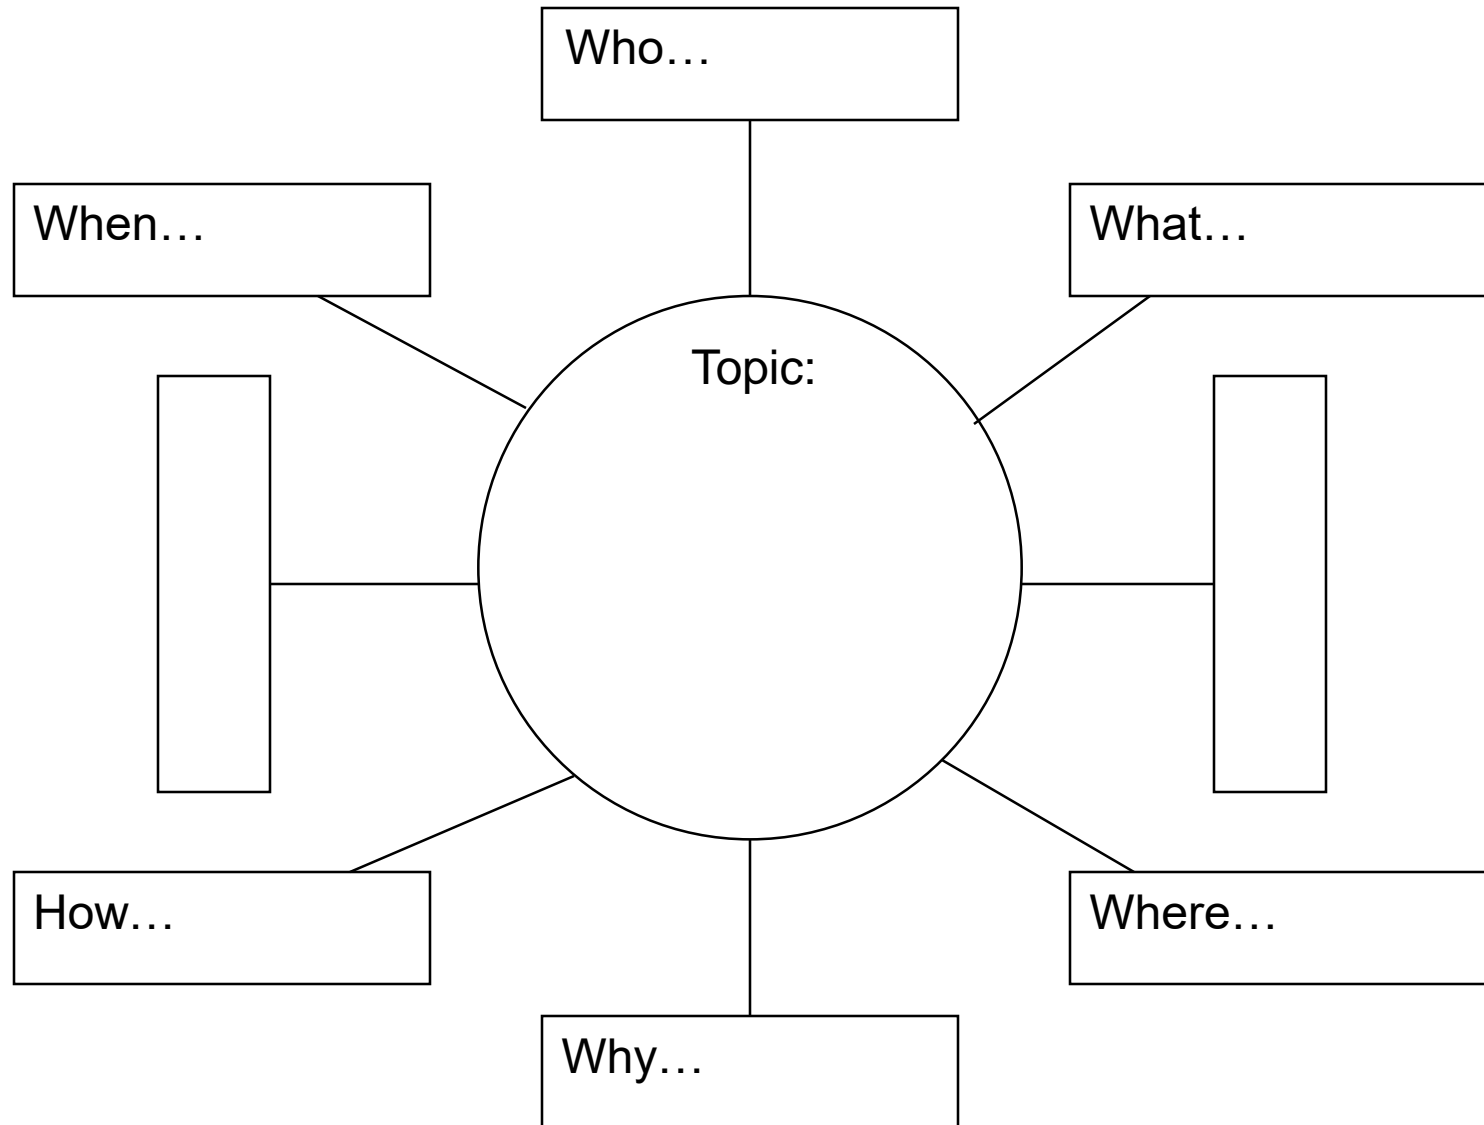 Who…
When…
What…
Topic:
How…
Where…
Why…